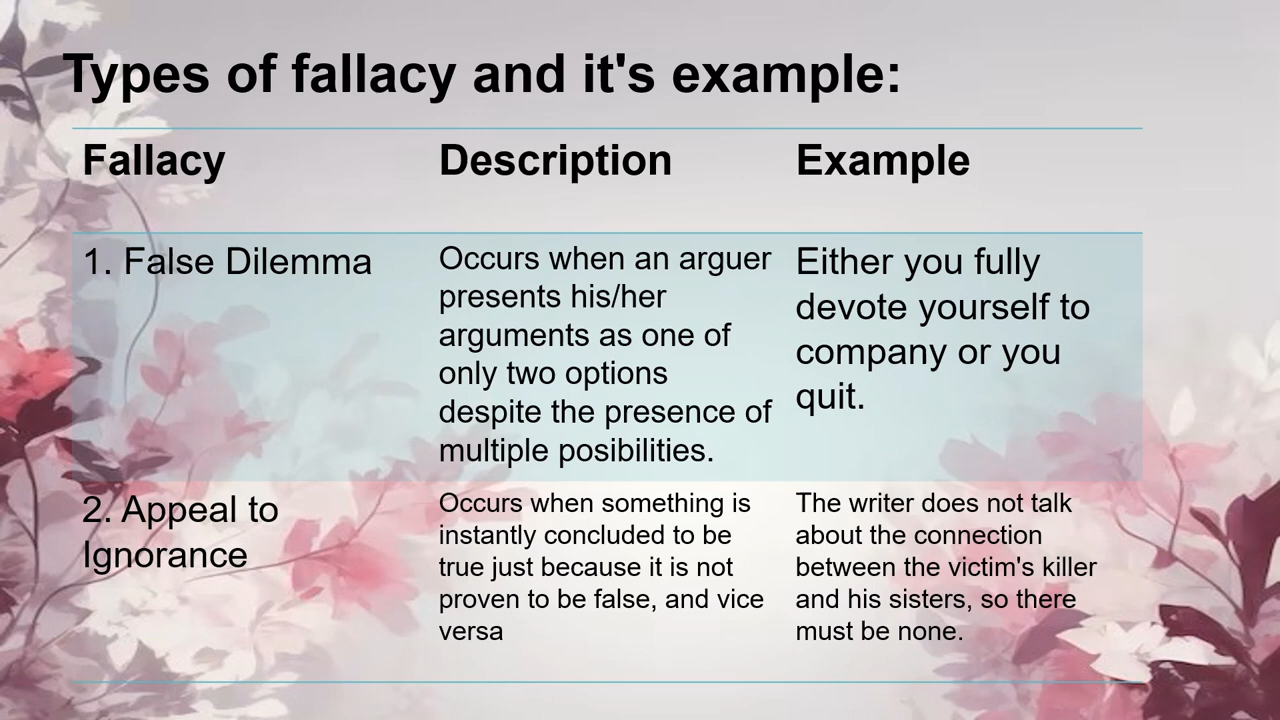 Types of fallacy and it's example:
Fallacy
Description
Example
1. False Dilemma
Occurs when an arguer
presents his/her
arguments as one of
only two options
despite the presence of
multiple posibilities.
Either you fully
devote yourself to
company or you
quit.
2. Appeal to
Ignorance
Occurs when something is
instantly concluded to be
true just because it is not
proven to be false, and vice
versa
The writer does not talk
about the connection
between the victim's killer
and his sisters, so there
must be none.